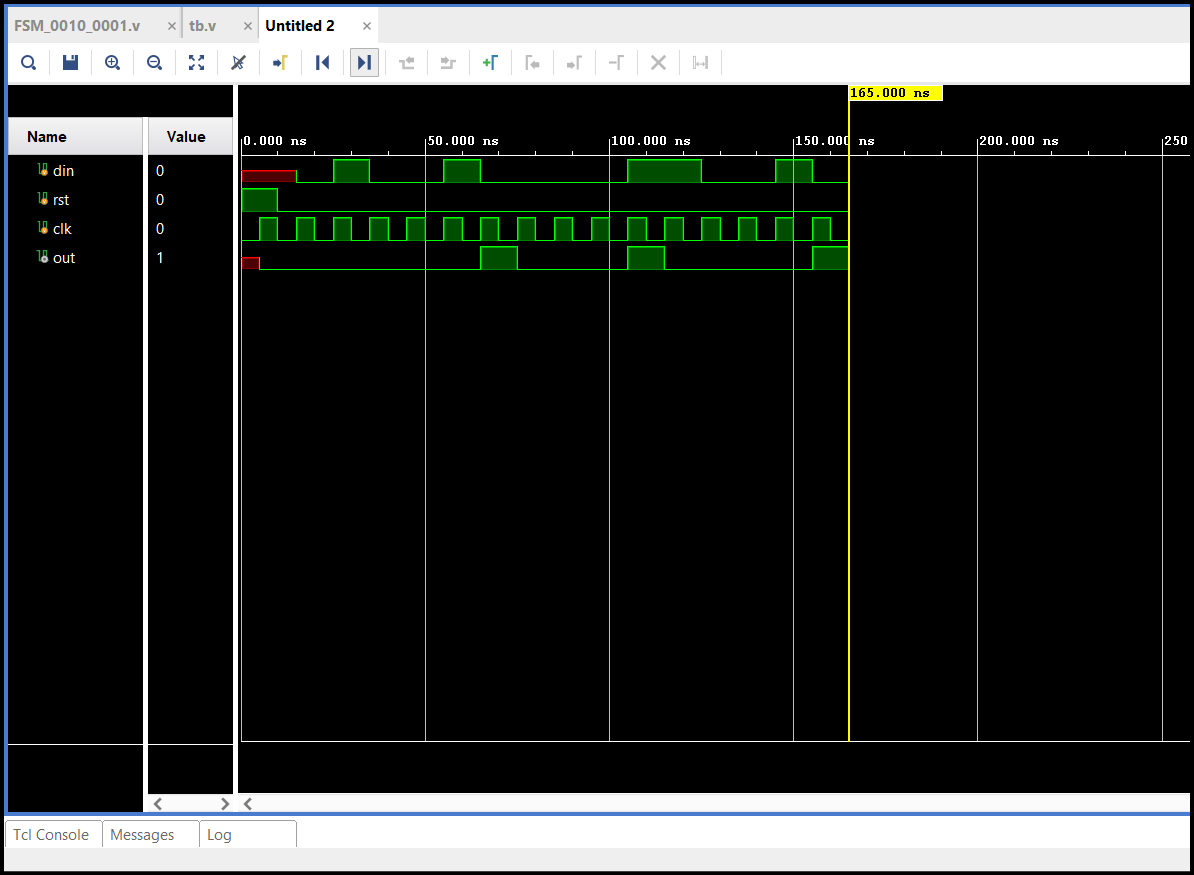 FSM_0010_0001.v × tb.v × Untitled 2 ×
165.000 ns
Name Value
0.000 ns 50.000 ns 100.000 ns 150.000 ns 200.000 ns 250
din 0
rst 0
clk 0
out 1
Tcl Console Messages Log